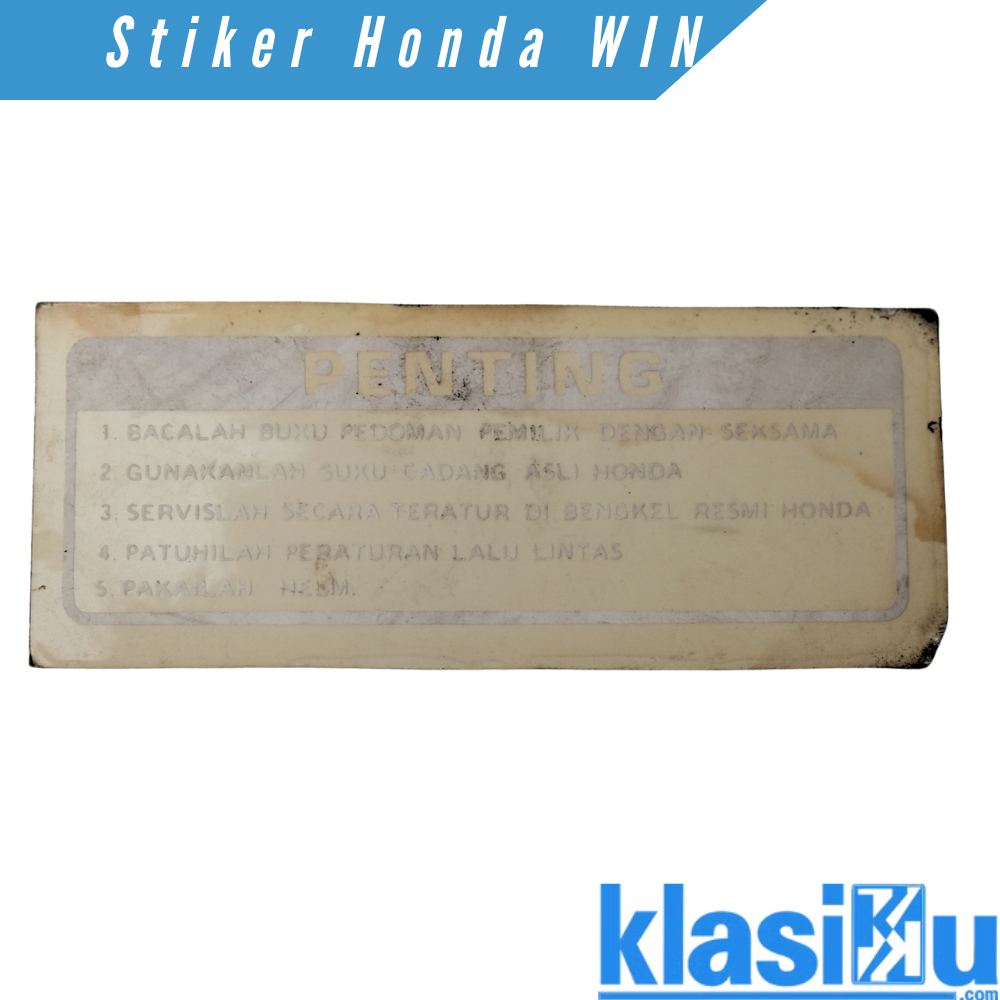 Stiker Honda WIN
PENTING
1. BACALAH BUKU PEDOMAN PEMILIK DENGAN SEKSAMA
2. GUNAKANLAH SUKU CADANG ASLI HONDA
3. SERVISLAH SECARA TERATUR DI BENGKEL RESMI HONDA
4. PATUHILAH PERATURAN LALU LINTAS
5. PAKAILAH HELM.
klasiKu
.com